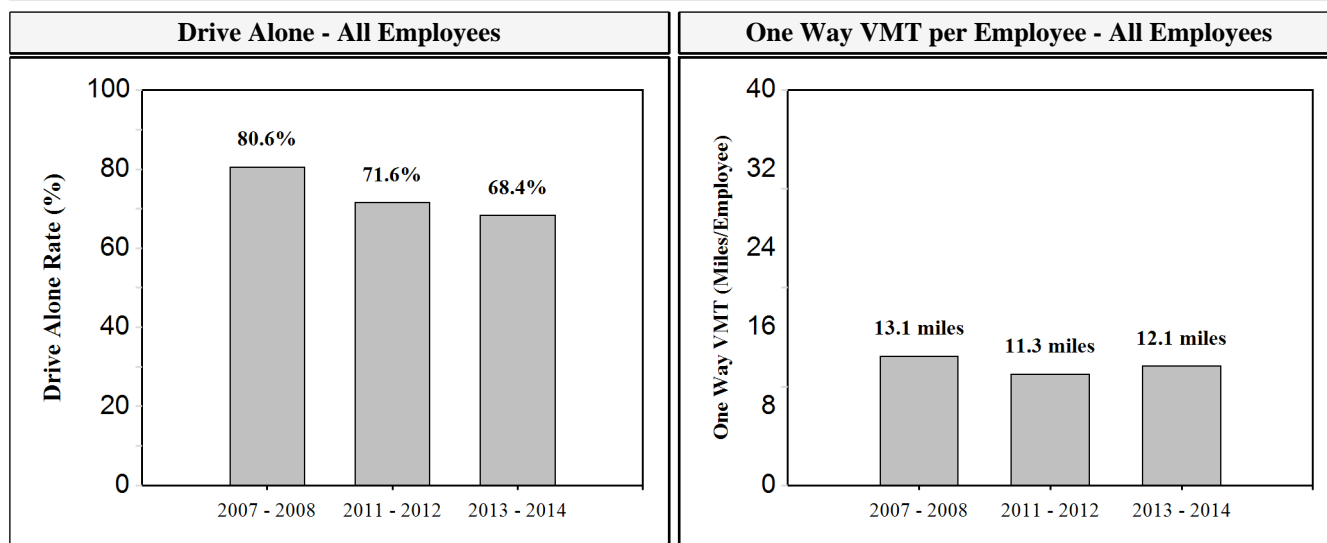 Drive Alone - All Employees
One Way VMT per Employee - All Employees
Drive Alone Rate (%)
100
80
60
40
20
0
80.6%
71.6%
68.4%
2007 - 2008
2011 - 2012
2013 - 2014
One Way VMT (Miles/Employee)
40
32
24
16
8
0
13.1 miles
11.3 miles
12.1 miles
2007 - 2008
2011 - 2012
2013 - 2014